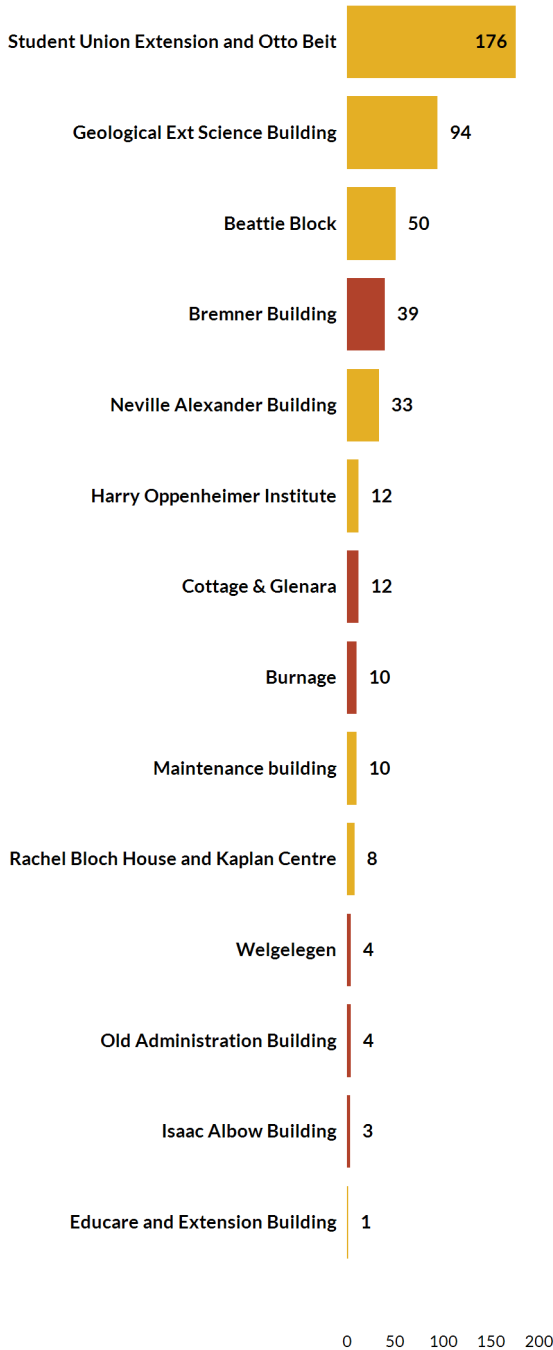 Student Union Extension and Otto Beit 176
Geological Ext Science Building 94
Beattie Block 50
Bremner Building 39
Neville Alexander Building 33
Harry Oppenheimer Institute 12
Cottage & Glenara 12
Burnage 10
Maintenance building 10
Rachel Bloch House and Kaplan Centre 8
Welgelegen 4
Old Administration Building 4
Isaac Albow Building 3
Educare and Extension Building 1
0 50 100 150 200